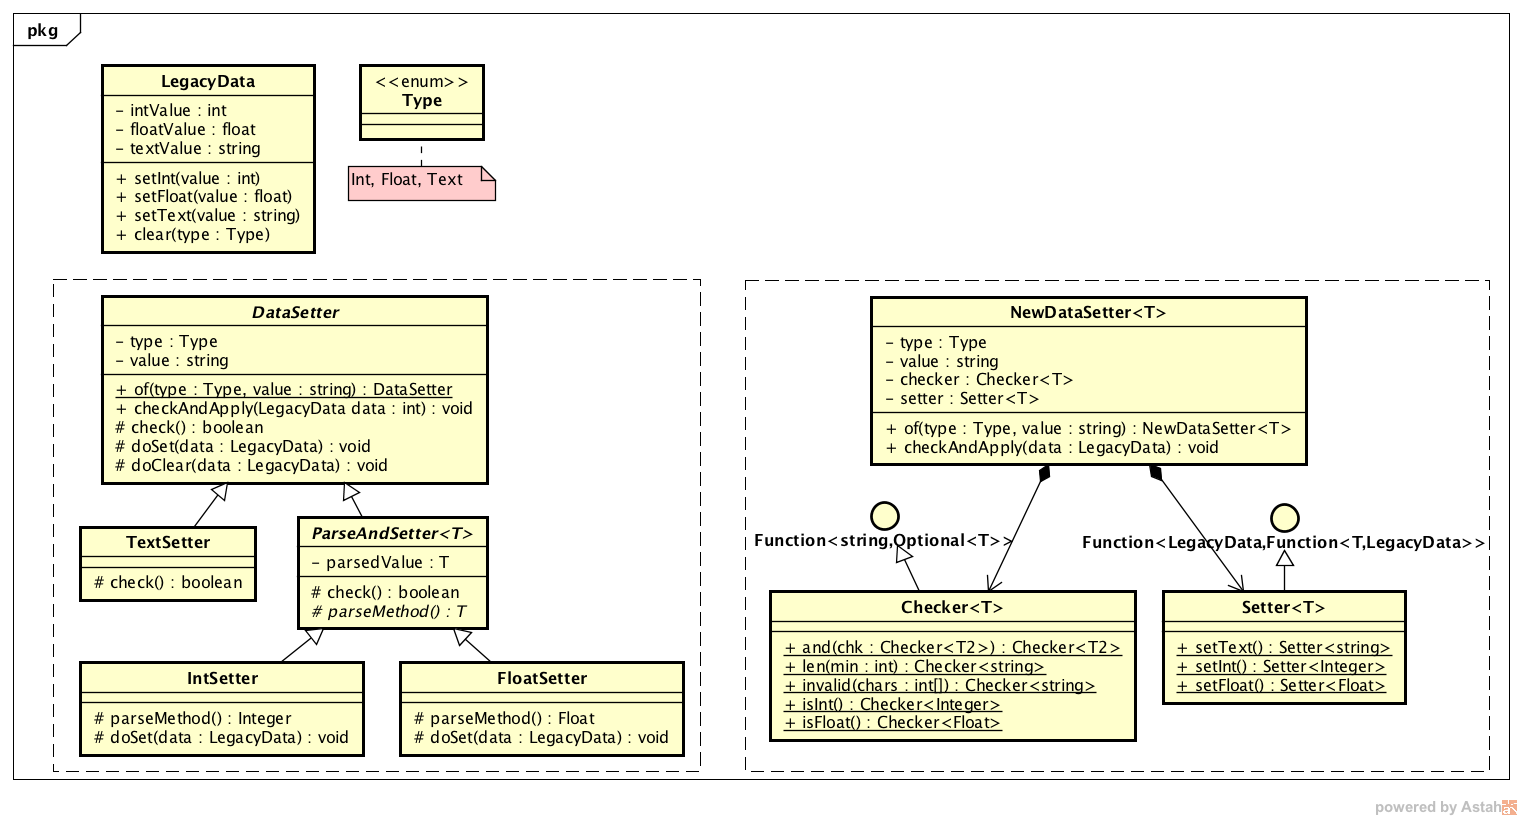 pkg
LegacyData
- intValue : int
- floatValue : float
- textValue : string
+ setInt(value : int)
+ setFloat(value : float)
+ setText(value : string)
+ clear(type : Type)
<<enum>>
Type
Int, Float, Text
DataSetter
- type : Type
- value : string
+ of(type : Type, value : string) : DataSetter
+ checkAndApply(LegacyData data : int) : void
# check() : boolean
# doSet(data : LegacyData) : void
# doClear(data : LegacyData) : void
TextSetter
# check() : boolean
ParseAndSetter<T>
- parsedValue : T
# check() : boolean
# parseMethod() : T
IntSetter
# parseMethod() : Integer
# doSet(data : LegacyData) : void
FloatSetter
# parseMethod() : Float
# doSet(data : LegacyData) : void
NewDataSetter<T>
- type : Type
- value : string
- checker : Checker<T>
- setter : Setter<T>
+ of(type : Type, value : string) : NewDataSetter<T>
+ checkAndApply(data : LegacyData) : void
Function<string,Optional<T>>
Function<LegacyData,Function<T,LegacyData>>
Checker<T>
+ and(chk : Checker<T2>) : Checker<T2>
+ len(min : int) : Checker<string>
+ invalid(chars : int[]) : Checker<string>
+ isInt() : Checker<Integer>
+ isFloat() : Checker<Float>
Setter<T>
+ setText() : Setter<string>
+ setInt() : Setter<Integer>
+ setFloat() : Setter<Float>
powered by Astah